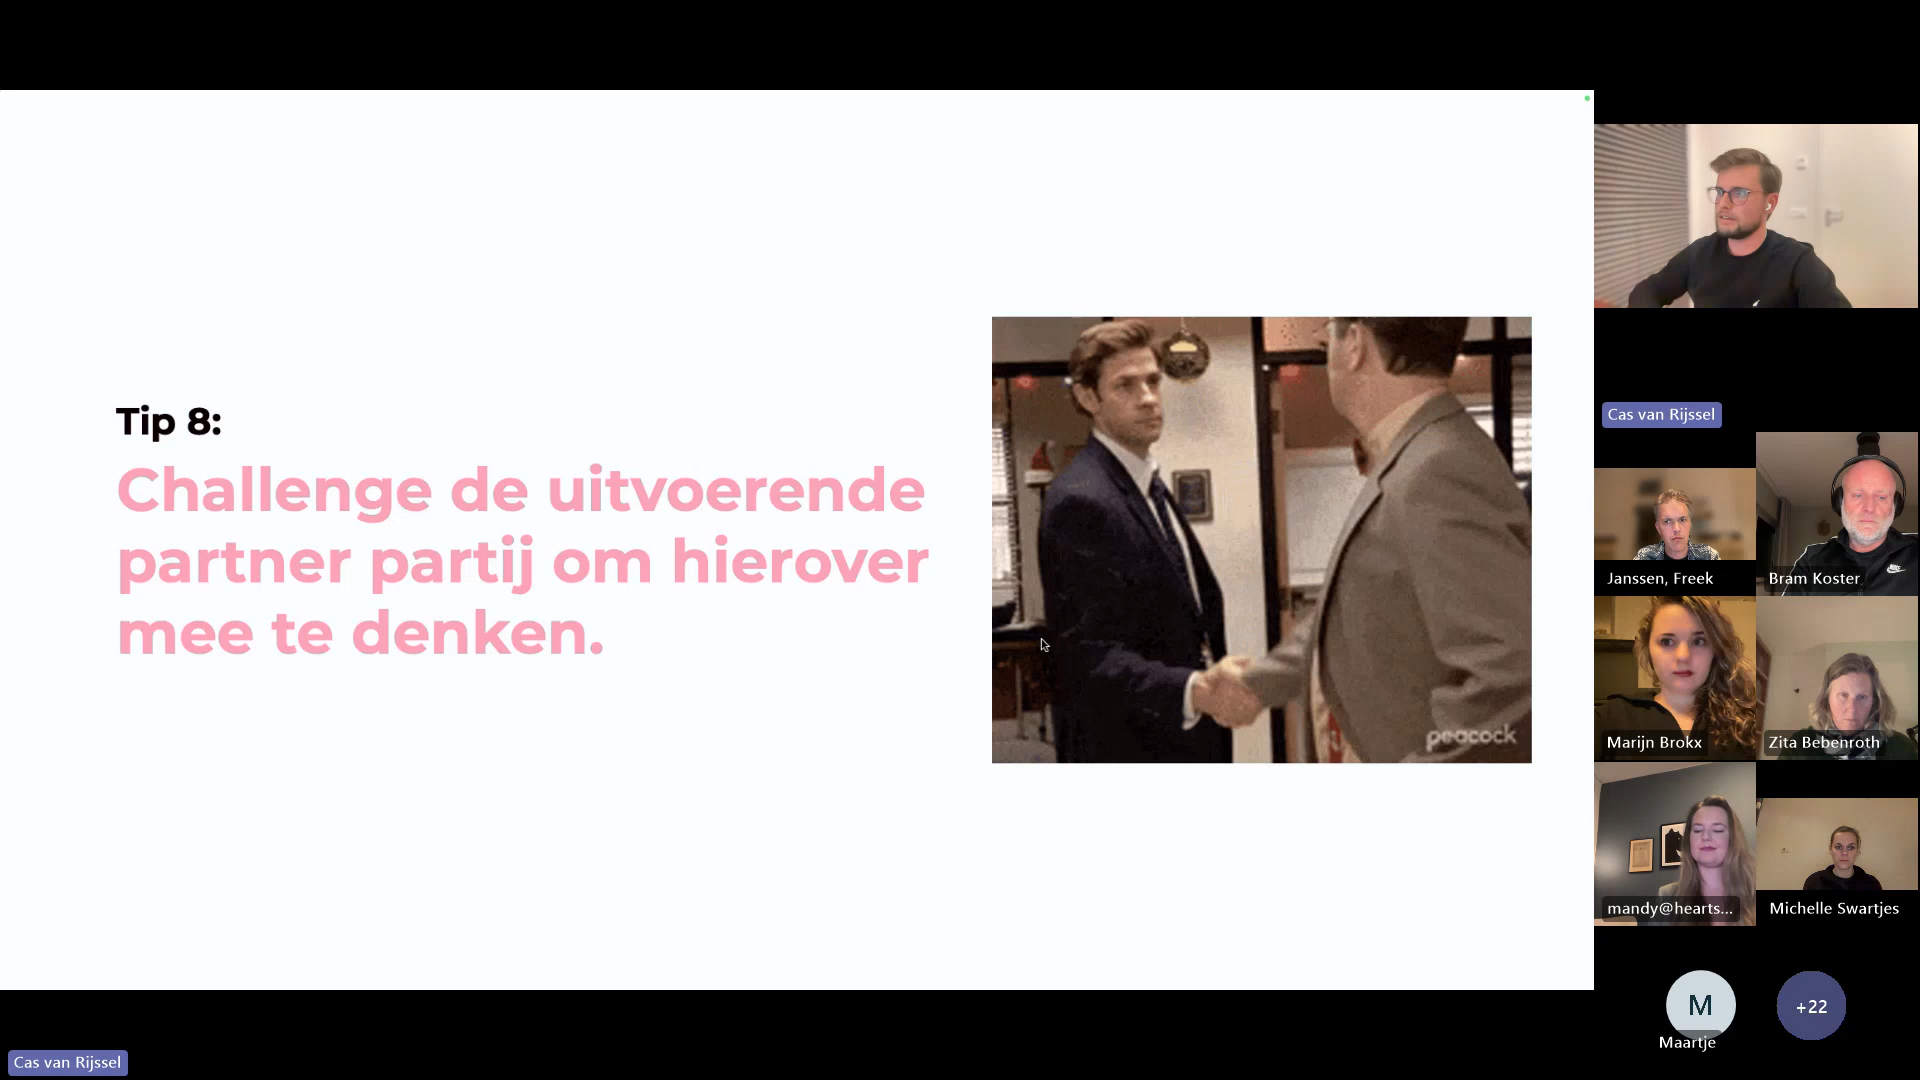 Tip 8:
Challenge de uitvoerende
partner partij om hierover
mee te denken.
peacock
Cas van Rijssel
Janssen, Freek
Bram Koster
Marijn Brokx
Zita Bebenroth
mandy@hearts...
Michelle Swartjes
M
Maartje
+22
Cas van Rijssel